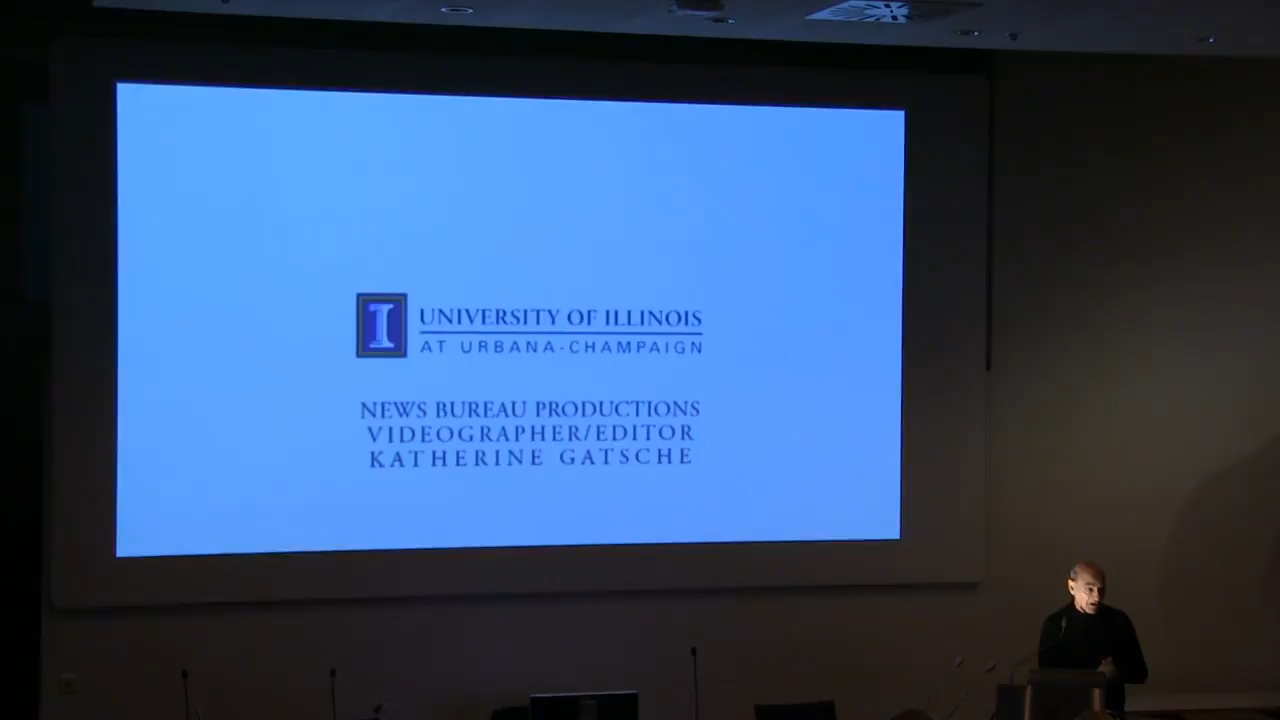 I
UNIVERSITY OF ILLINOIS
AT URBANA-CHAMPAIGN
NEWS BUREAU PRODUCTIONS
VIDEOGRAPHER/EDITOR
KATHERINE GATSCHE